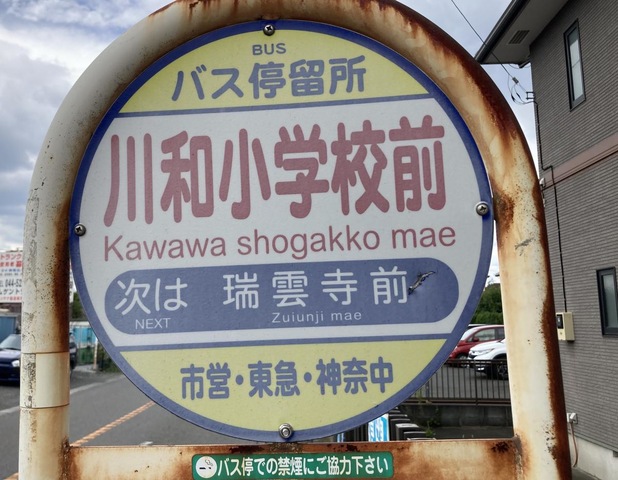 BUS
バス停留所
川和小学校前
Kawawa shogakko mae
次は 瑞雲寺前
NEXT Zuiunji mae
市営・東急・神奈中
バス停での禁煙にご協力下さい